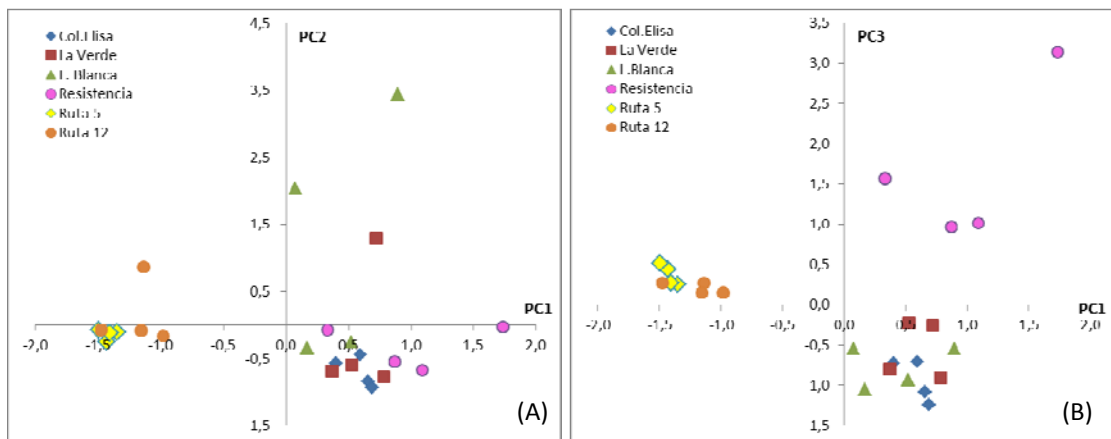 Col.Elisa
La Verde
L. Blanca
Resistencia
Ruta 5
Ruta 12
4,5
PC2
3,5
2,5
1,5
0,5
PC1
-2,0 -1,0 -0,5 0,0 0,5 1,0 1,5 2,0
0,5
1,5
(A)
Col.Elisa
La Verde
L. Blanca
Resistencia
Ruta 5
Ruta 12
3,5
PC3
3,0
2,5
2,0
1,5
1,0
0,5
0,0
PC1
-2,0 -1,5 -1,0 -0,5 0,0 0,5 1,0 1,5 2,0
0,5
1,0
1,5
(B)